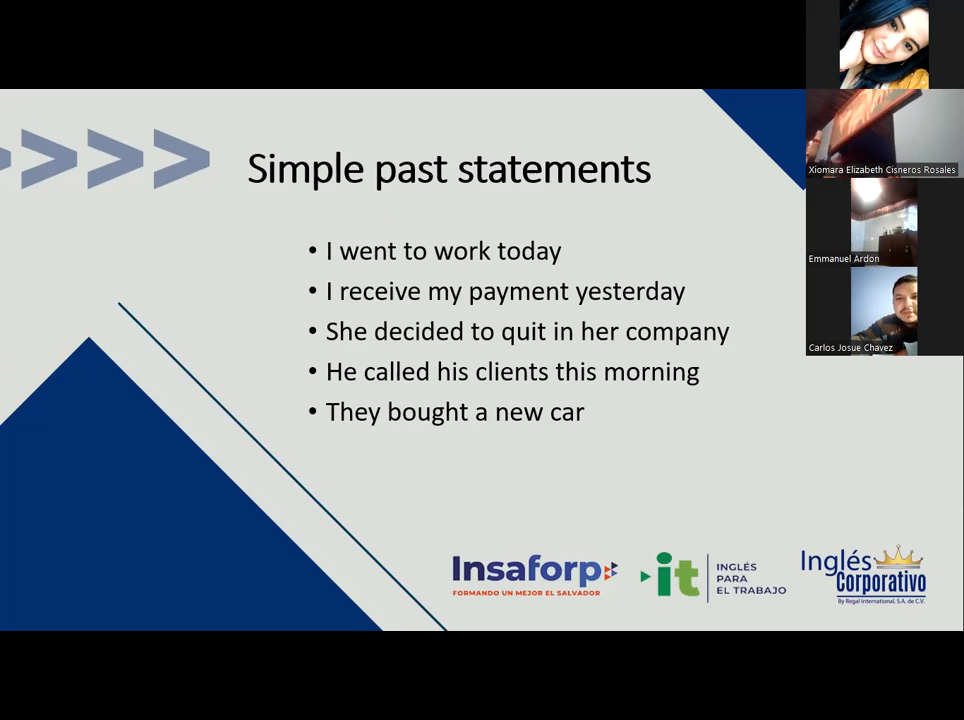 Simple past statements
• I went to work today
• I receive my payment yesterday
• She decided to quit in her company
• He called his clients this morning
• They bought a new car
Xiomara Elizabeth Cisneros Rosales
Emmanuel Ardon
Carlos Josue Chavez
Insaforp
FORMANDO UN MEJOR EL SALVADOR
it
INGLÉS
PARA
EL TRABAJO
Inglés
Corporativo
By Regal International, S.A. de C.V.